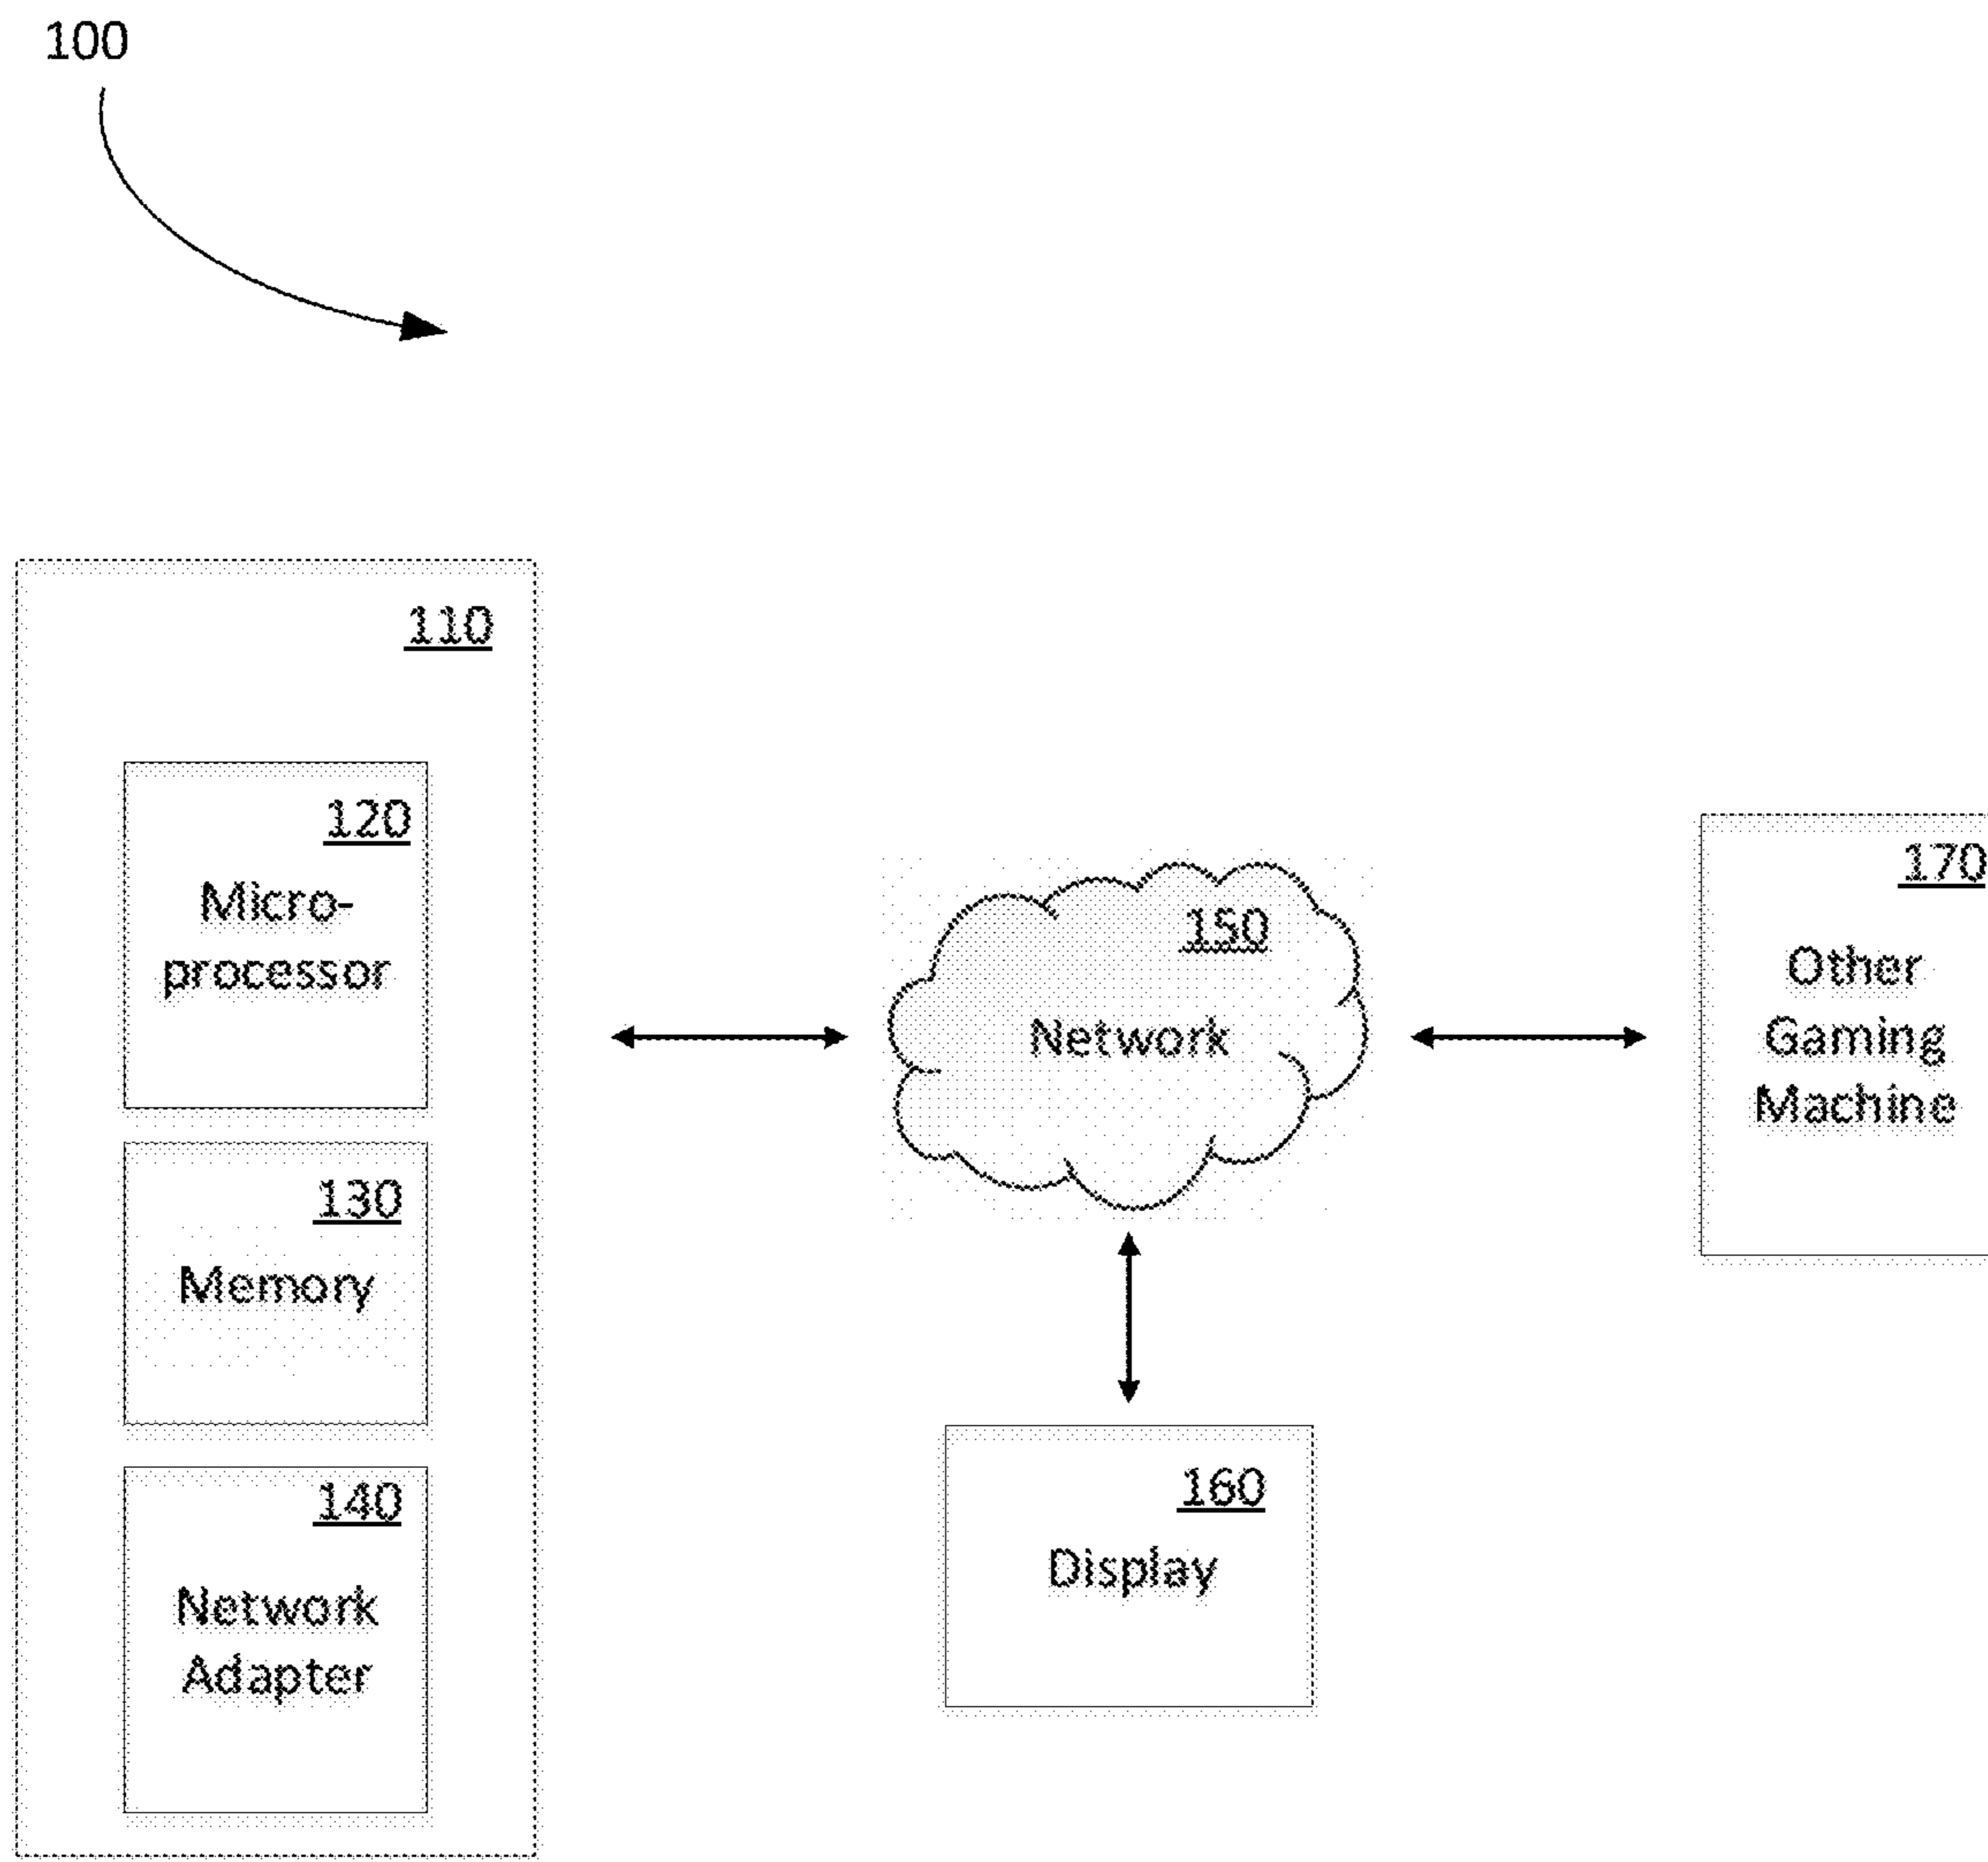 100
110
120
Micro-
processor
130
Memory
140
Network
Adapter
150
Network
160
Display
170
Other
Gaming
Machine